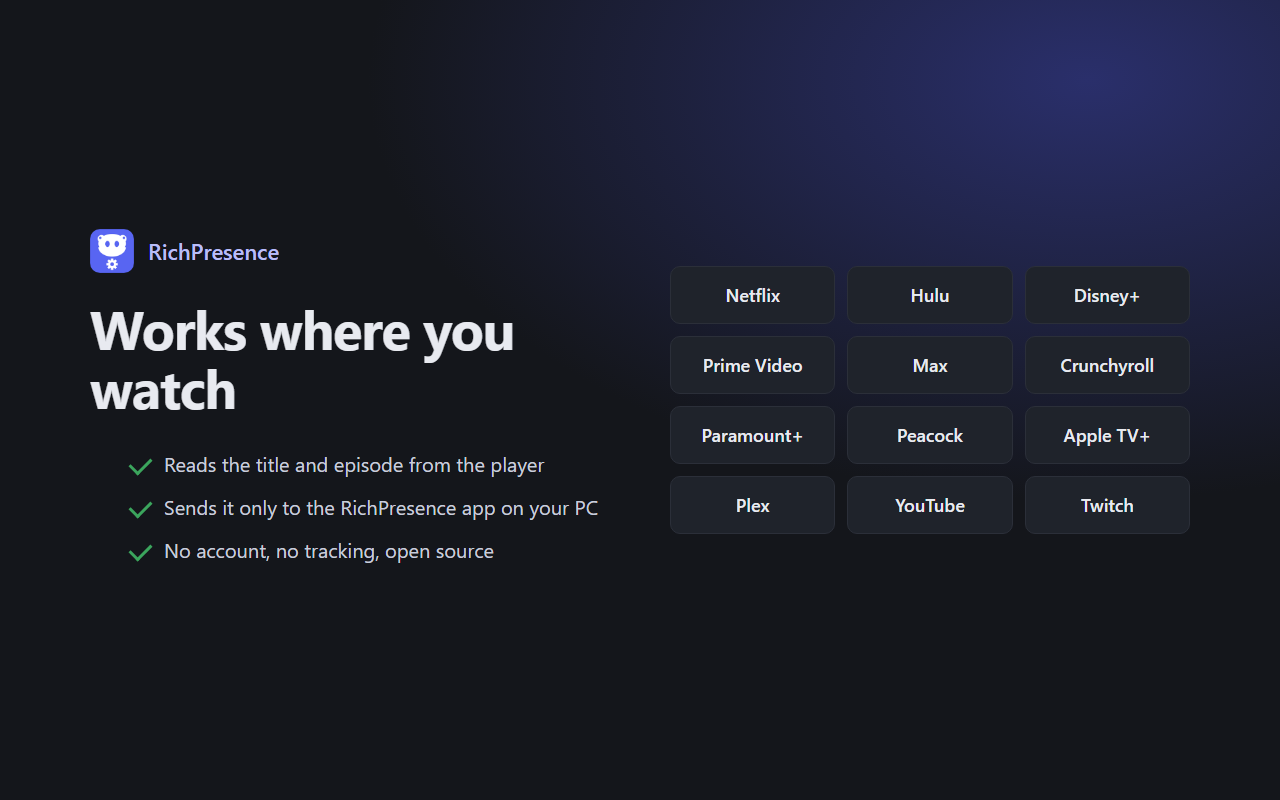 RichPresence
Works where you
watch
Reads the title and episode from the player
Sends it only to the RichPresence app on your PC
No account, no tracking, open source
Netflix
Hulu
Disney+
Prime Video
Max
Crunchyroll
Paramount+
Peacock
Apple TV+
Plex
YouTube
Twitch